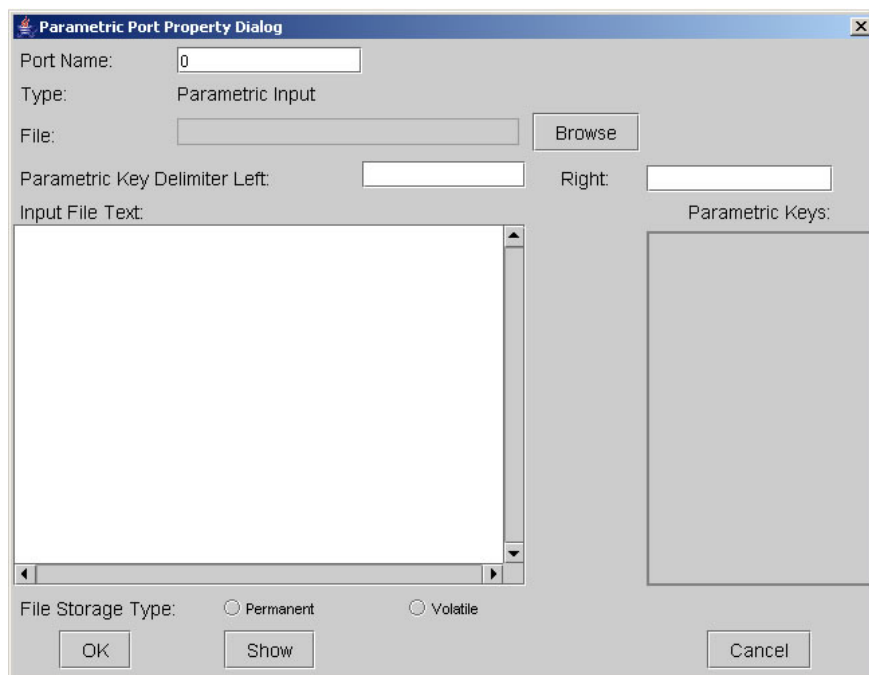 Parametric Port Property Dialog
Port Name: 0
Type: Parametric Input
File: Browse
Parametric Key Delimiter Left: Right:
Input File Text: Parametric Keys:
File Storage Type: Permanent Volatile
OK Show Cancel